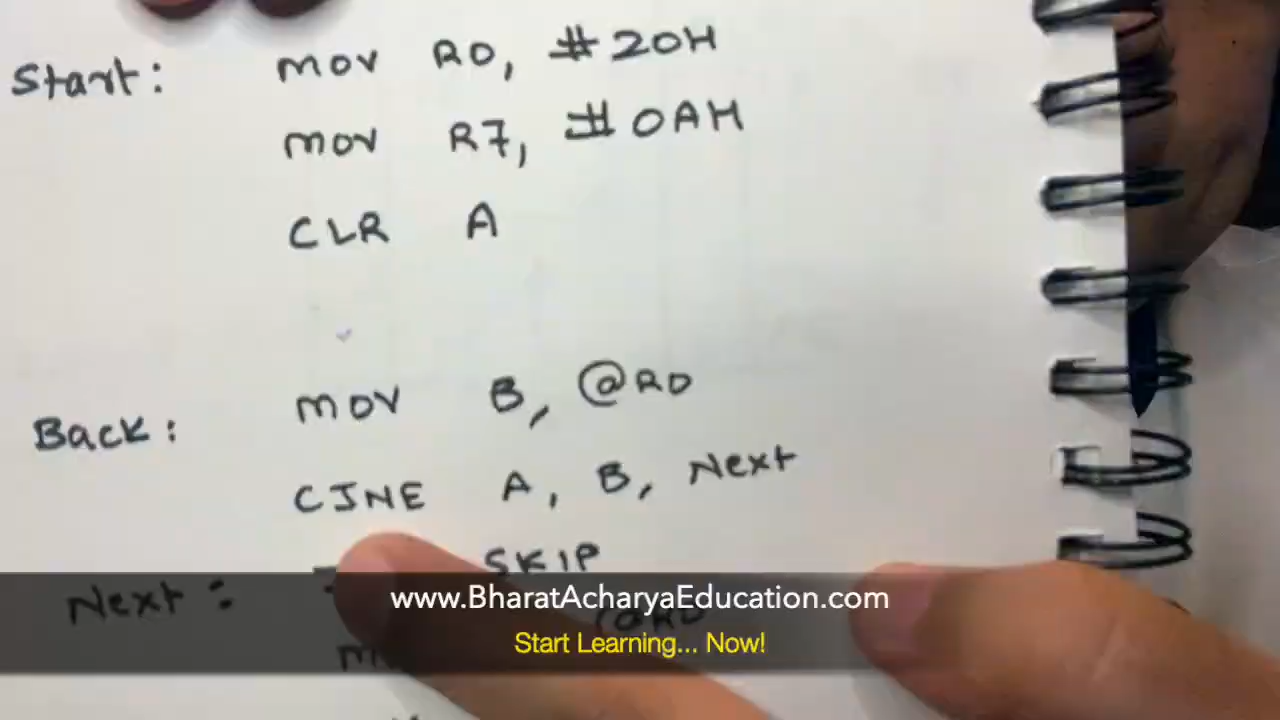 Start: mov R0, #20H
mov R7, #0AH
CLR A
Back: mov B, @R0
CJNE A, B, Next
Next: SKIP
@R0
www.BharatAcharyaEducation.com
Start Learning... Now!